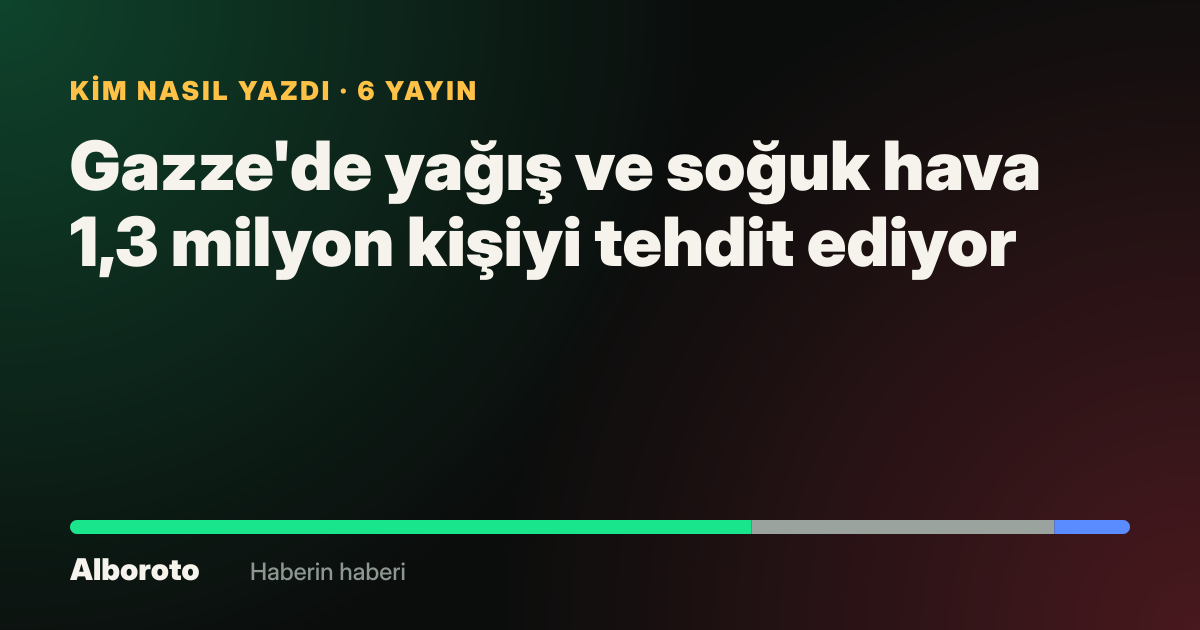 KİM NASIL YAZDI · 6 YAYIN
Gazze'de yağış ve soğuk hava
1,3 milyon kişiyi tehdit ediyor
Alboroto
Haberin haberi